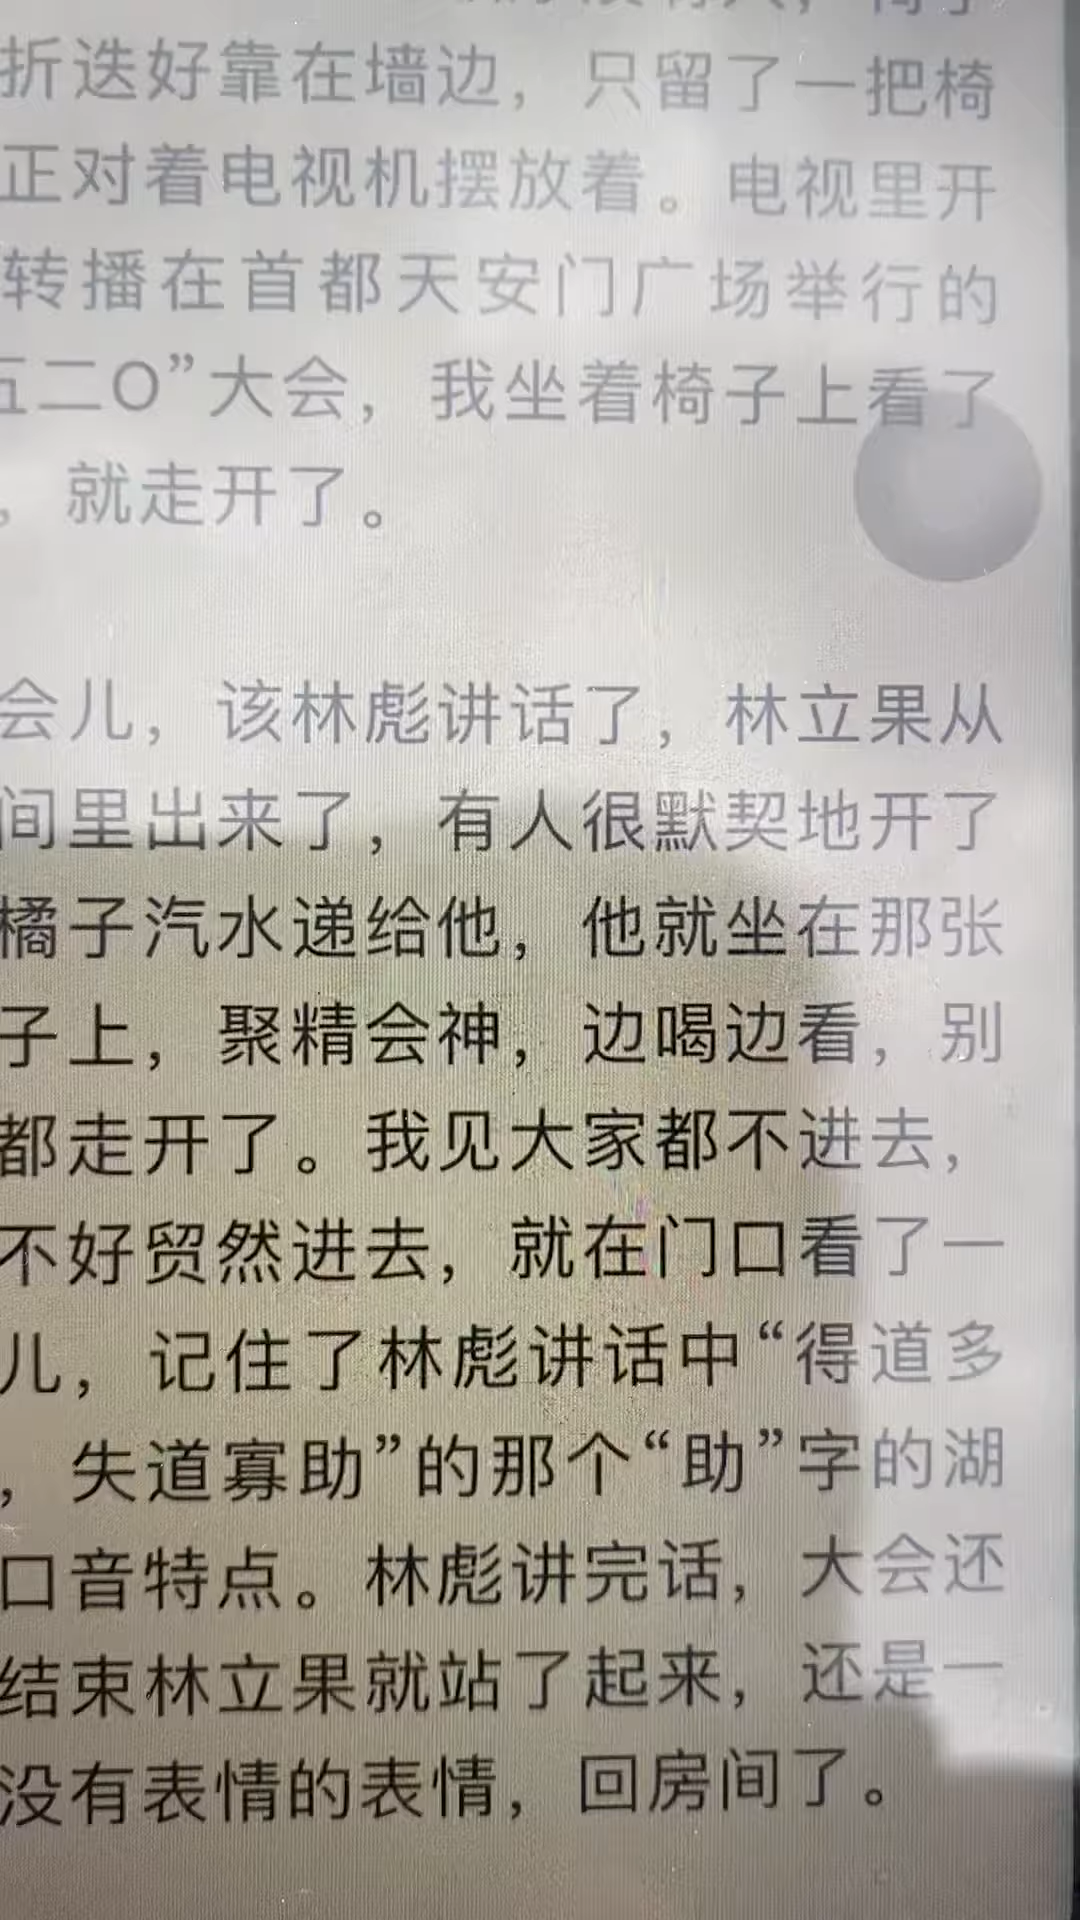 折迭好靠在墙边，只留了一把椅
正对着电视机摆放着。电视里开
转播在首都天安门广场举行的
五二O”大会，我坐着椅子上看了
，就走开了。
会儿，该林彪讲话了，林立果从
间里出来了，有人很默契地开了
橘子汽水递给他，他就坐在那张
子上，聚精会神，边喝边看，别
都走开了。我见大家都不进去，
不好贸然进去，就在门口看了一
儿，记住了林彪讲话中“得道多
，失道寡助”的那个“助”字的湖
口音特点。林彪讲完话，大会还
结束林立果就站了起来，还是一
没有表情的表情，回房间了。